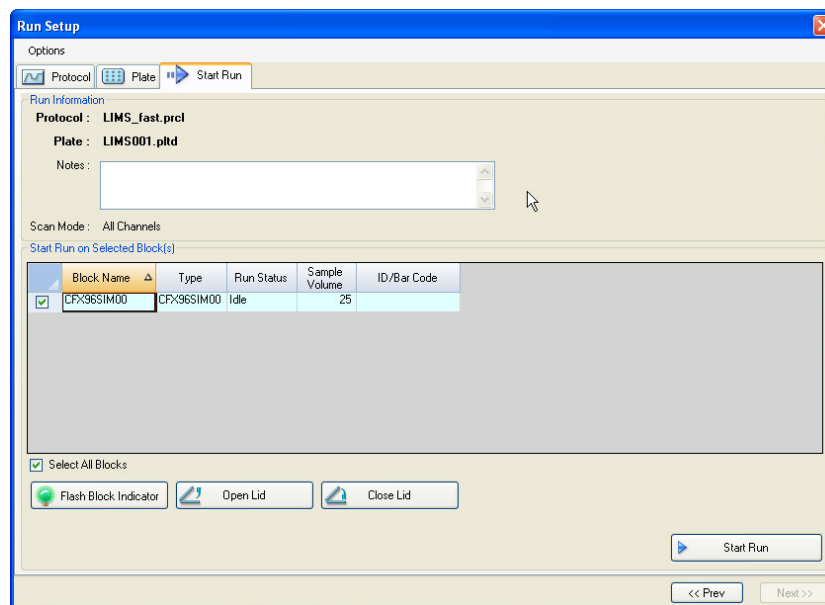 Run Setup
Options
Protocol Plate Start Run
Run Information
Protocol : LIMS_fast.prcl
Plate : LIMS001.pltd
Notes :
Scan Mode : All Channels
Start Run on Selected Block(s)
Block Name Type Run Status Sample Volume ID/Bar Code
CFX96SIM00 CFX96SIM00 Idle 25
Select All Blocks
Flash Block Indicator Open Lid Close Lid
Start Run
<< Prev Next >>